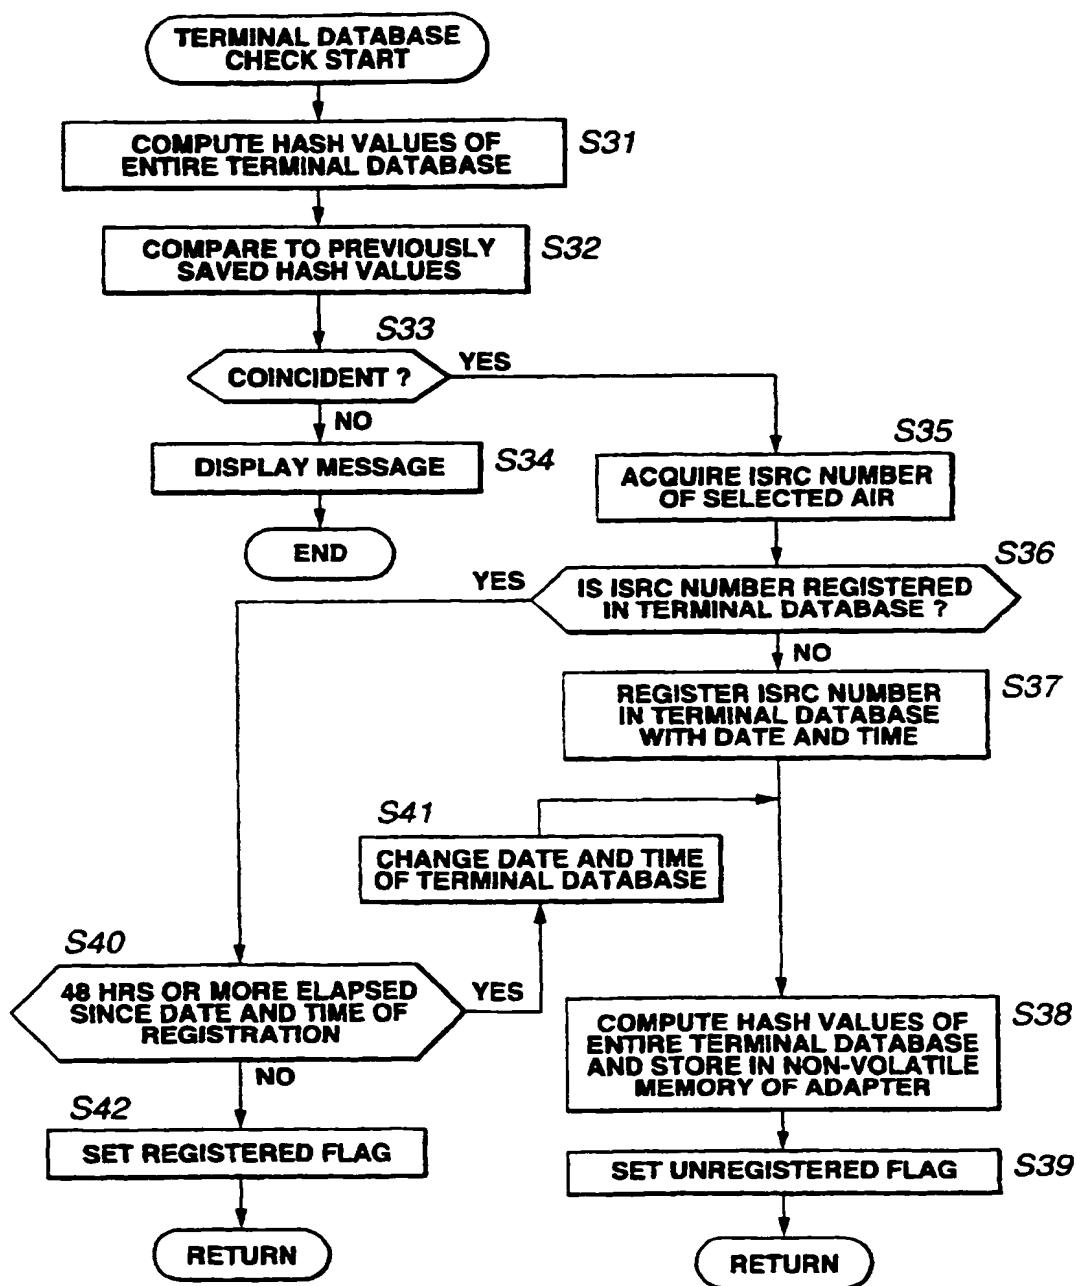 TERMINAL DATABASE
CHECK START
COMPUTE HASH VALUES OF
ENTIRE TERMINAL DATABASE
S31
COMPARE TO PREVIOUSLY
SAVED HASH VALUES
S32
S33
COINCIDENT ?
YES
NO
DISPLAY MESSAGE
S34
END
S35
ACQUIRE ISRC NUMBER
OF SELECTED AIR
S36
IS ISRC NUMBER REGISTERED
IN TERMINAL DATABASE ?
YES
NO
REGISTER ISRC NUMBER
IN TERMINAL DATABASE
WITH DATE AND TIME
S37
S41
CHANGE DATE AND TIME
OF TERMINAL DATABASE
S40
48 HRS OR MORE ELAPSED
SINCE DATE AND TIME OF
REGISTRATION
YES
NO
COMPUTE HASH VALUES OF
ENTIRE TERMINAL DATABASE
AND STORE IN NON-VOLATILE
MEMORY OF ADAPTER
S38
S42
SET REGISTERED FLAG
SET UNREGISTERED FLAG
S39
RETURN
RETURN